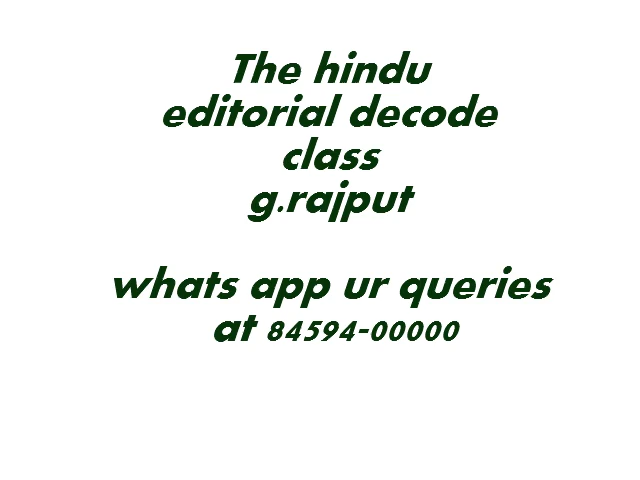 The hindu
editorial decode
class
g.rajput
whats app ur queries
at 84594-00000